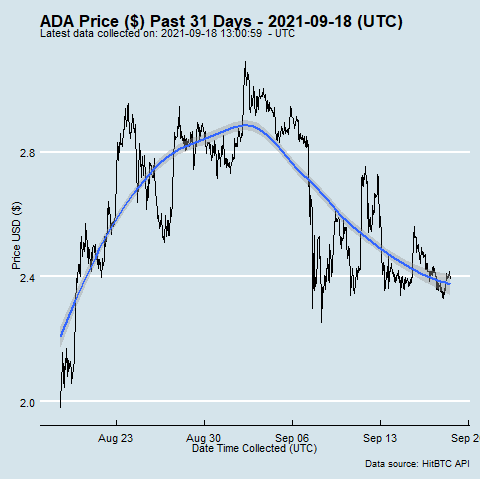 ADA Price ($) Past 31 Days - 2021-09-18 (UTC)
Latest data collected on: 2021-09-18 13:00:59 - UTC
2.8
2.4
2.0
Price USD ($)
Aug 23 Aug 30 Sep 06 Sep 13 Sep 2
Date Time Collected (UTC)
Data source: HitBTC API